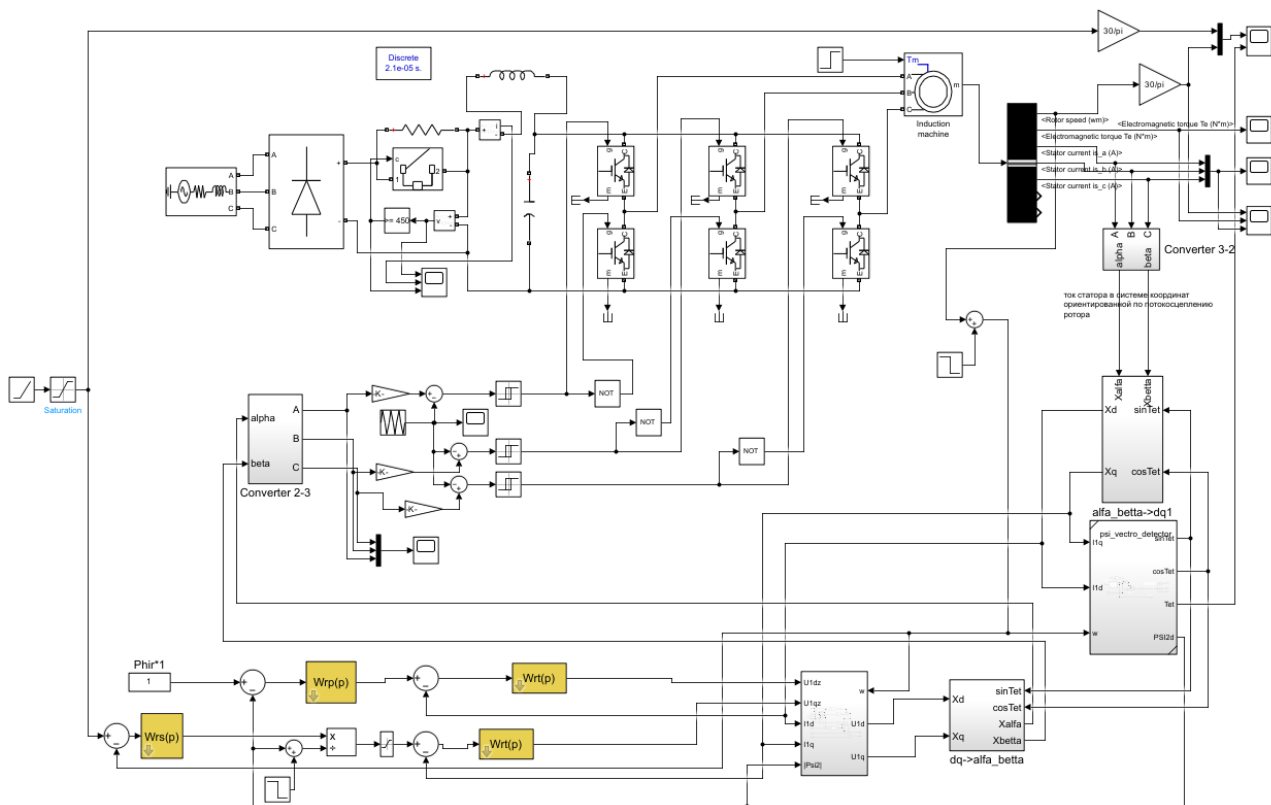 30/pi
Discrete
2.1e-05 s.
Tm
A
B
C
m
Induction
machine
30/pi
<Rotor speed (wm)>
<Electromagnetic torque Te (N*m)>
<Electromagnetic torque Te (N*m)>
<Stator current is_a (A)>
<Stator current is_b (A)>
<Stator current is_c (A)>
A
B
C
A
B
C
+
-
c
1
2
>= 450
+
-
v
+
-
i
g
C
m
E
g
C
m
E
g
C
m
E
g
C
m
E
g
C
m
E
g
C
m
E
A
B
C
alpha
beta
Converter 3-2
ток статора в системе координат
ориентированной по потокосцеплению
ротора
Saturation
alpha
beta
A
B
C
Converter 2-3
-K-
-K-
-K-
NOT
NOT
NOT
Xalfa
Xbetta
Xd
sinTet
Xq
cosTet
alfa_betta->dq1
psi_vectro_detector
I1q
sinTet
cosTet
I1d
Tet
w
PSI2d
Phir*1
1
Wrp(p)
Wrt(p)
Wrs(p)
X
÷
Wrt(p)
U1dz
w
U1qz
I1d
U1d
I1q
U1q
|Psi2|
Xd
sinTet
cosTet
Xalfa
Xq
Xbetta
dq->alfa_betta